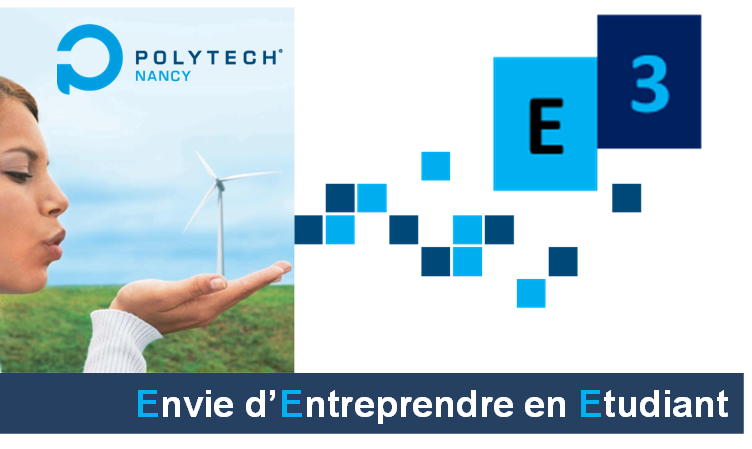 POLYTECH°
NANCY
E
3
Envie d'Entreprendre en Etudiant